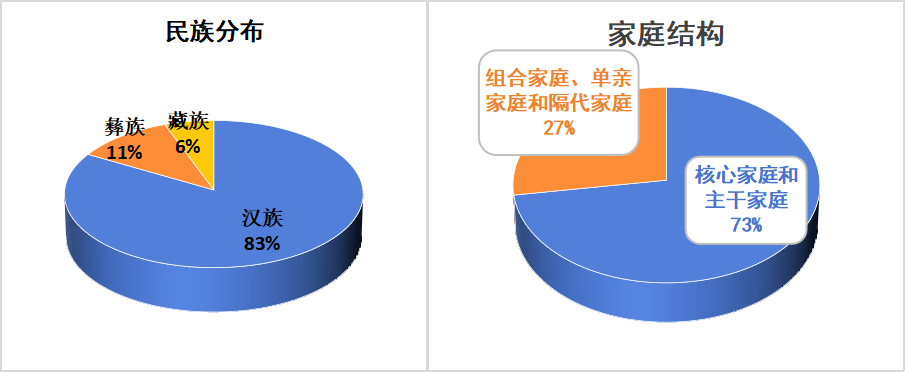 民族分布
彝族
11%
藏族
6%
汉族
83%
家庭结构
组合家庭、单亲
家庭和隔代家庭
27%
核心家庭和
主干家庭
73%